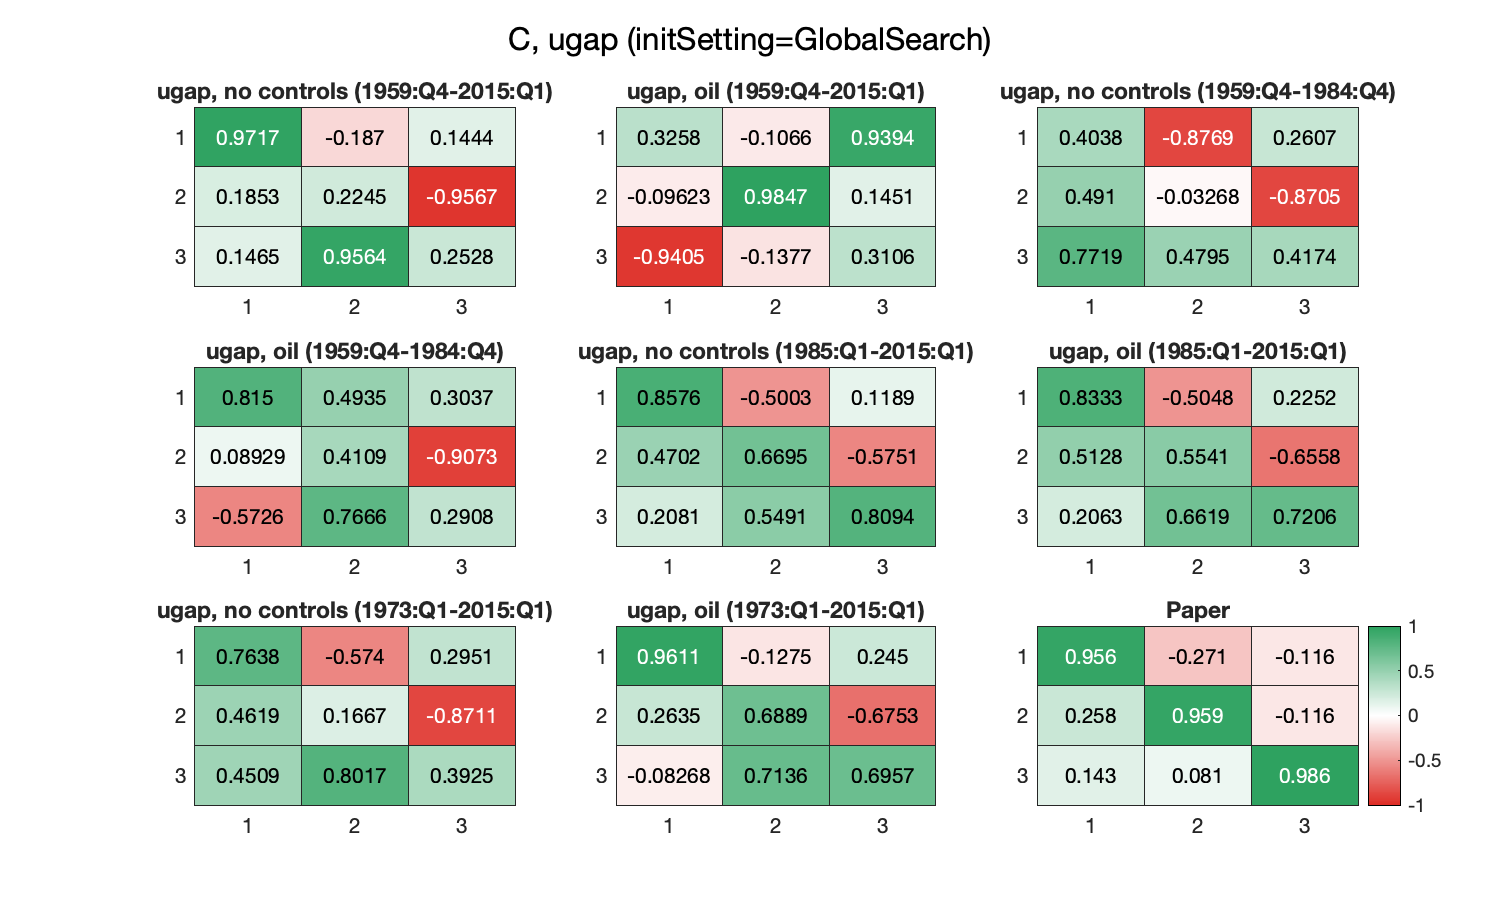 C, ugap (initSetting=GlobalSearch)
ugap, no controls (1959:Q4-2015:Q1)
1 0.9717 -0.187 0.1444
2 0.1853 0.2245 -0.9567
3 0.1465 0.9564 0.2528
1 2 3
ugap, oil (1959:Q4-2015:Q1)
1 0.3258 -0.1066 0.9394
2 -0.09623 0.9847 0.1451
3 -0.9405 -0.1377 0.3106
1 2 3
ugap, no controls (1959:Q4-1984:Q4)
1 0.4038 -0.8769 0.2607
2 0.491 -0.03268 -0.8705
3 0.7719 0.4795 0.4174
1 2 3
ugap, oil (1959:Q4-1984:Q4)
1 0.815 0.4935 0.3037
2 0.08929 0.4109 -0.9073
3 -0.5726 0.7666 0.2908
1 2 3
ugap, no controls (1985:Q1-2015:Q1)
1 0.8576 -0.5003 0.1189
2 0.4702 0.6695 -0.5751
3 0.2081 0.5491 0.8094
1 2 3
ugap, oil (1985:Q1-2015:Q1)
1 0.8333 -0.5048 0.2252
2 0.5128 0.5541 -0.6558
3 0.2063 0.6619 0.7206
1 2 3
ugap, no controls (1973:Q1-2015:Q1)
1 0.7638 -0.574 0.2951
2 0.4619 0.1667 -0.8711
3 0.4509 0.8017 0.3925
1 2 3
ugap, oil (1973:Q1-2015:Q1)
1 0.9611 -0.1275 0.245
2 0.2635 0.6889 -0.6753
3 -0.08268 0.7136 0.6957
1 2 3
Paper
1 0.956 -0.271 -0.116
2 0.258 0.959 -0.116
3 0.143 0.081 0.986
1 2 3
1
0.5
0
-0.5
-1